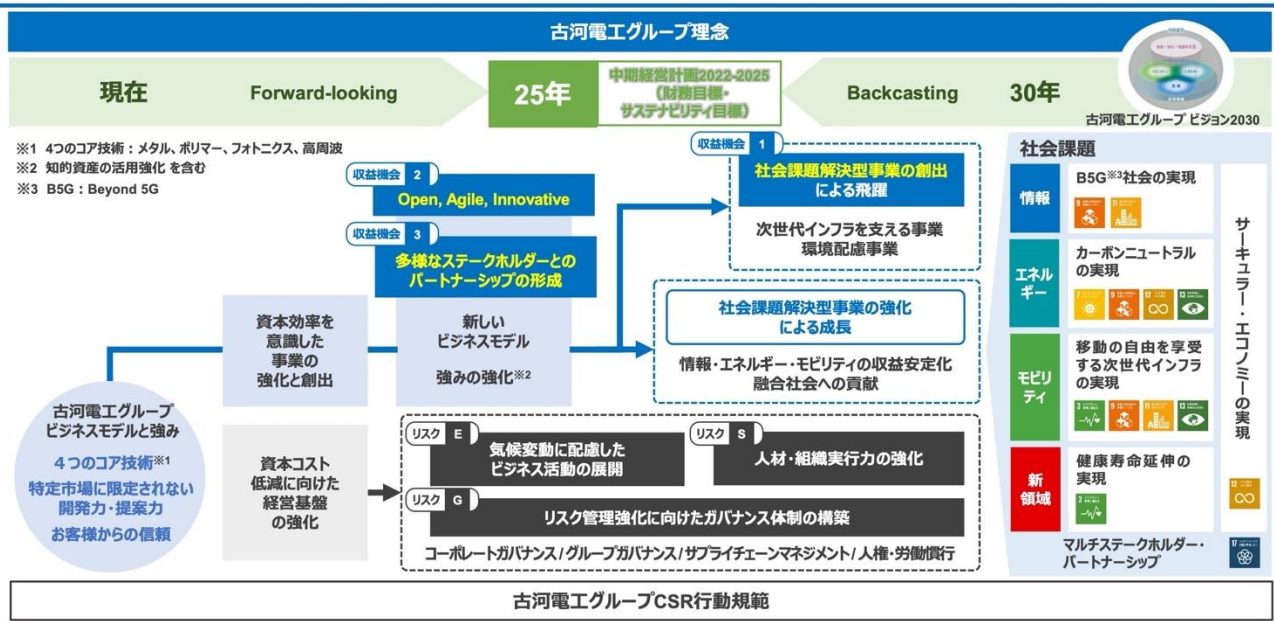 古河電工グループ理念
現在
Forward-looking
25年
中期経営計画2022-2025
（財務目標・
サステナビリティ目標）
Backcasting
30年
古河電工グループ ビジョン2030
※1 4つのコア技術：メタル、ポリマー、フォトニクス、高周波
※2 知的資産の活用強化 を含む
※3 B5G：Beyond 5G
収益機会 2
Open, Agile, Innovative
収益機会 3
多様なステークホルダーとの
パートナーシップの形成
収益機会 1
社会課題解決型事業の創出
による飛躍
次世代インフラを支える事業
環境配慮事業
社会課題解決型事業の強化
による成長
情報・エネルギー・モビリティの収益安定化
融合社会への貢献
資本効率を
意識した
事業の
強化と創出
新しい
ビジネスモデル
強みの強化※2
古河電工グループ
ビジネスモデルと強み
4つのコア技術※1
特定市場に限定されない
開発力・提案力
お客様からの信頼
資本コスト
低減に向けた
経営基盤
の強化
リスク E
気候変動に配慮した
ビジネス活動の展開
リスク S
人材・組織実行力の強化
リスク G
リスク管理強化に向けたガバナンス体制の構築
コーポレートガバナンス/グループガバナンス/サプライチェーンマネジメント/人権・労働慣行
社会課題
情報
B5G※3社会の実現
9
11
エネル
ギー
カーボンニュートラル
の実現
7
9
12
13
モビリ
ティ
移動の自由を享受
する次世代インフラ
の実現
3
9
11
13
新
領域
健康寿命延伸の
実現
3
サーキュラー・エコノミーの実現
12
マルチステークホルダー・
パートナーシップ
17
古河電工グループCSR行動規範